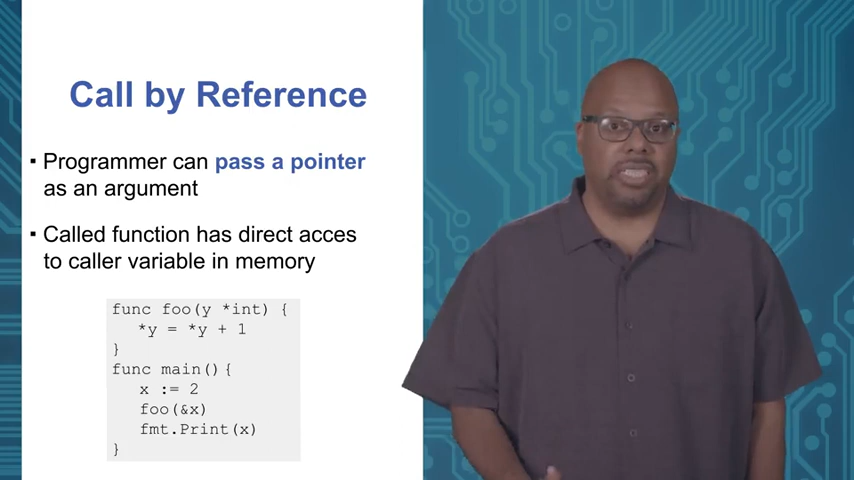 Call by Reference
▪ Programmer can pass a pointer
as an argument
▪ Called function has direct acces
to caller variable in memory
func foo(y *int) {
*y = *y + 1
}
func main(){
x := 2
foo(&x)
fmt.Print(x)
}